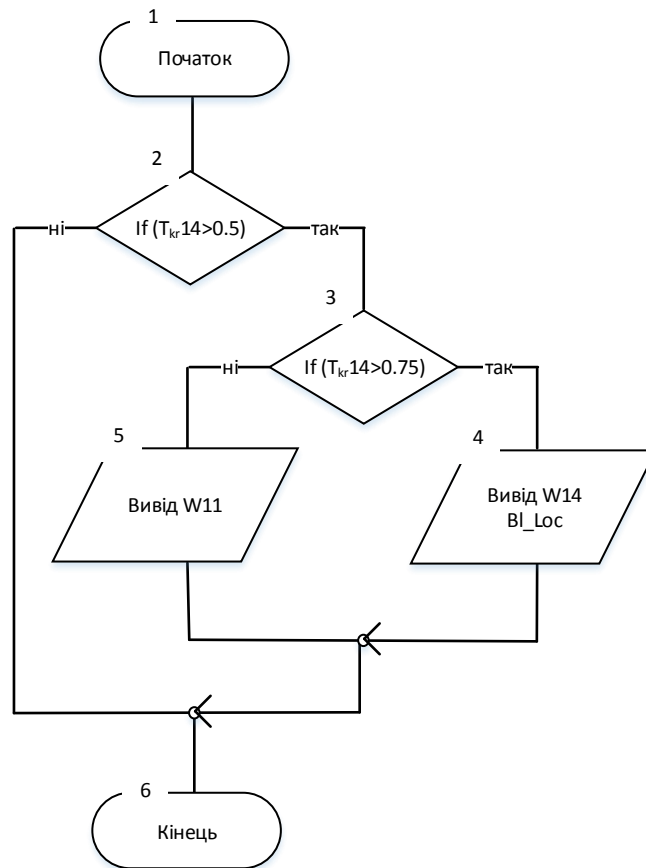 1
Початок
2
If (Tkr14>0.5)
ні
так
3
If (Tkr14>0.75)
ні
так
5
Вивід W11
4
Вивід W14
Bl_Loc
6
Кінець